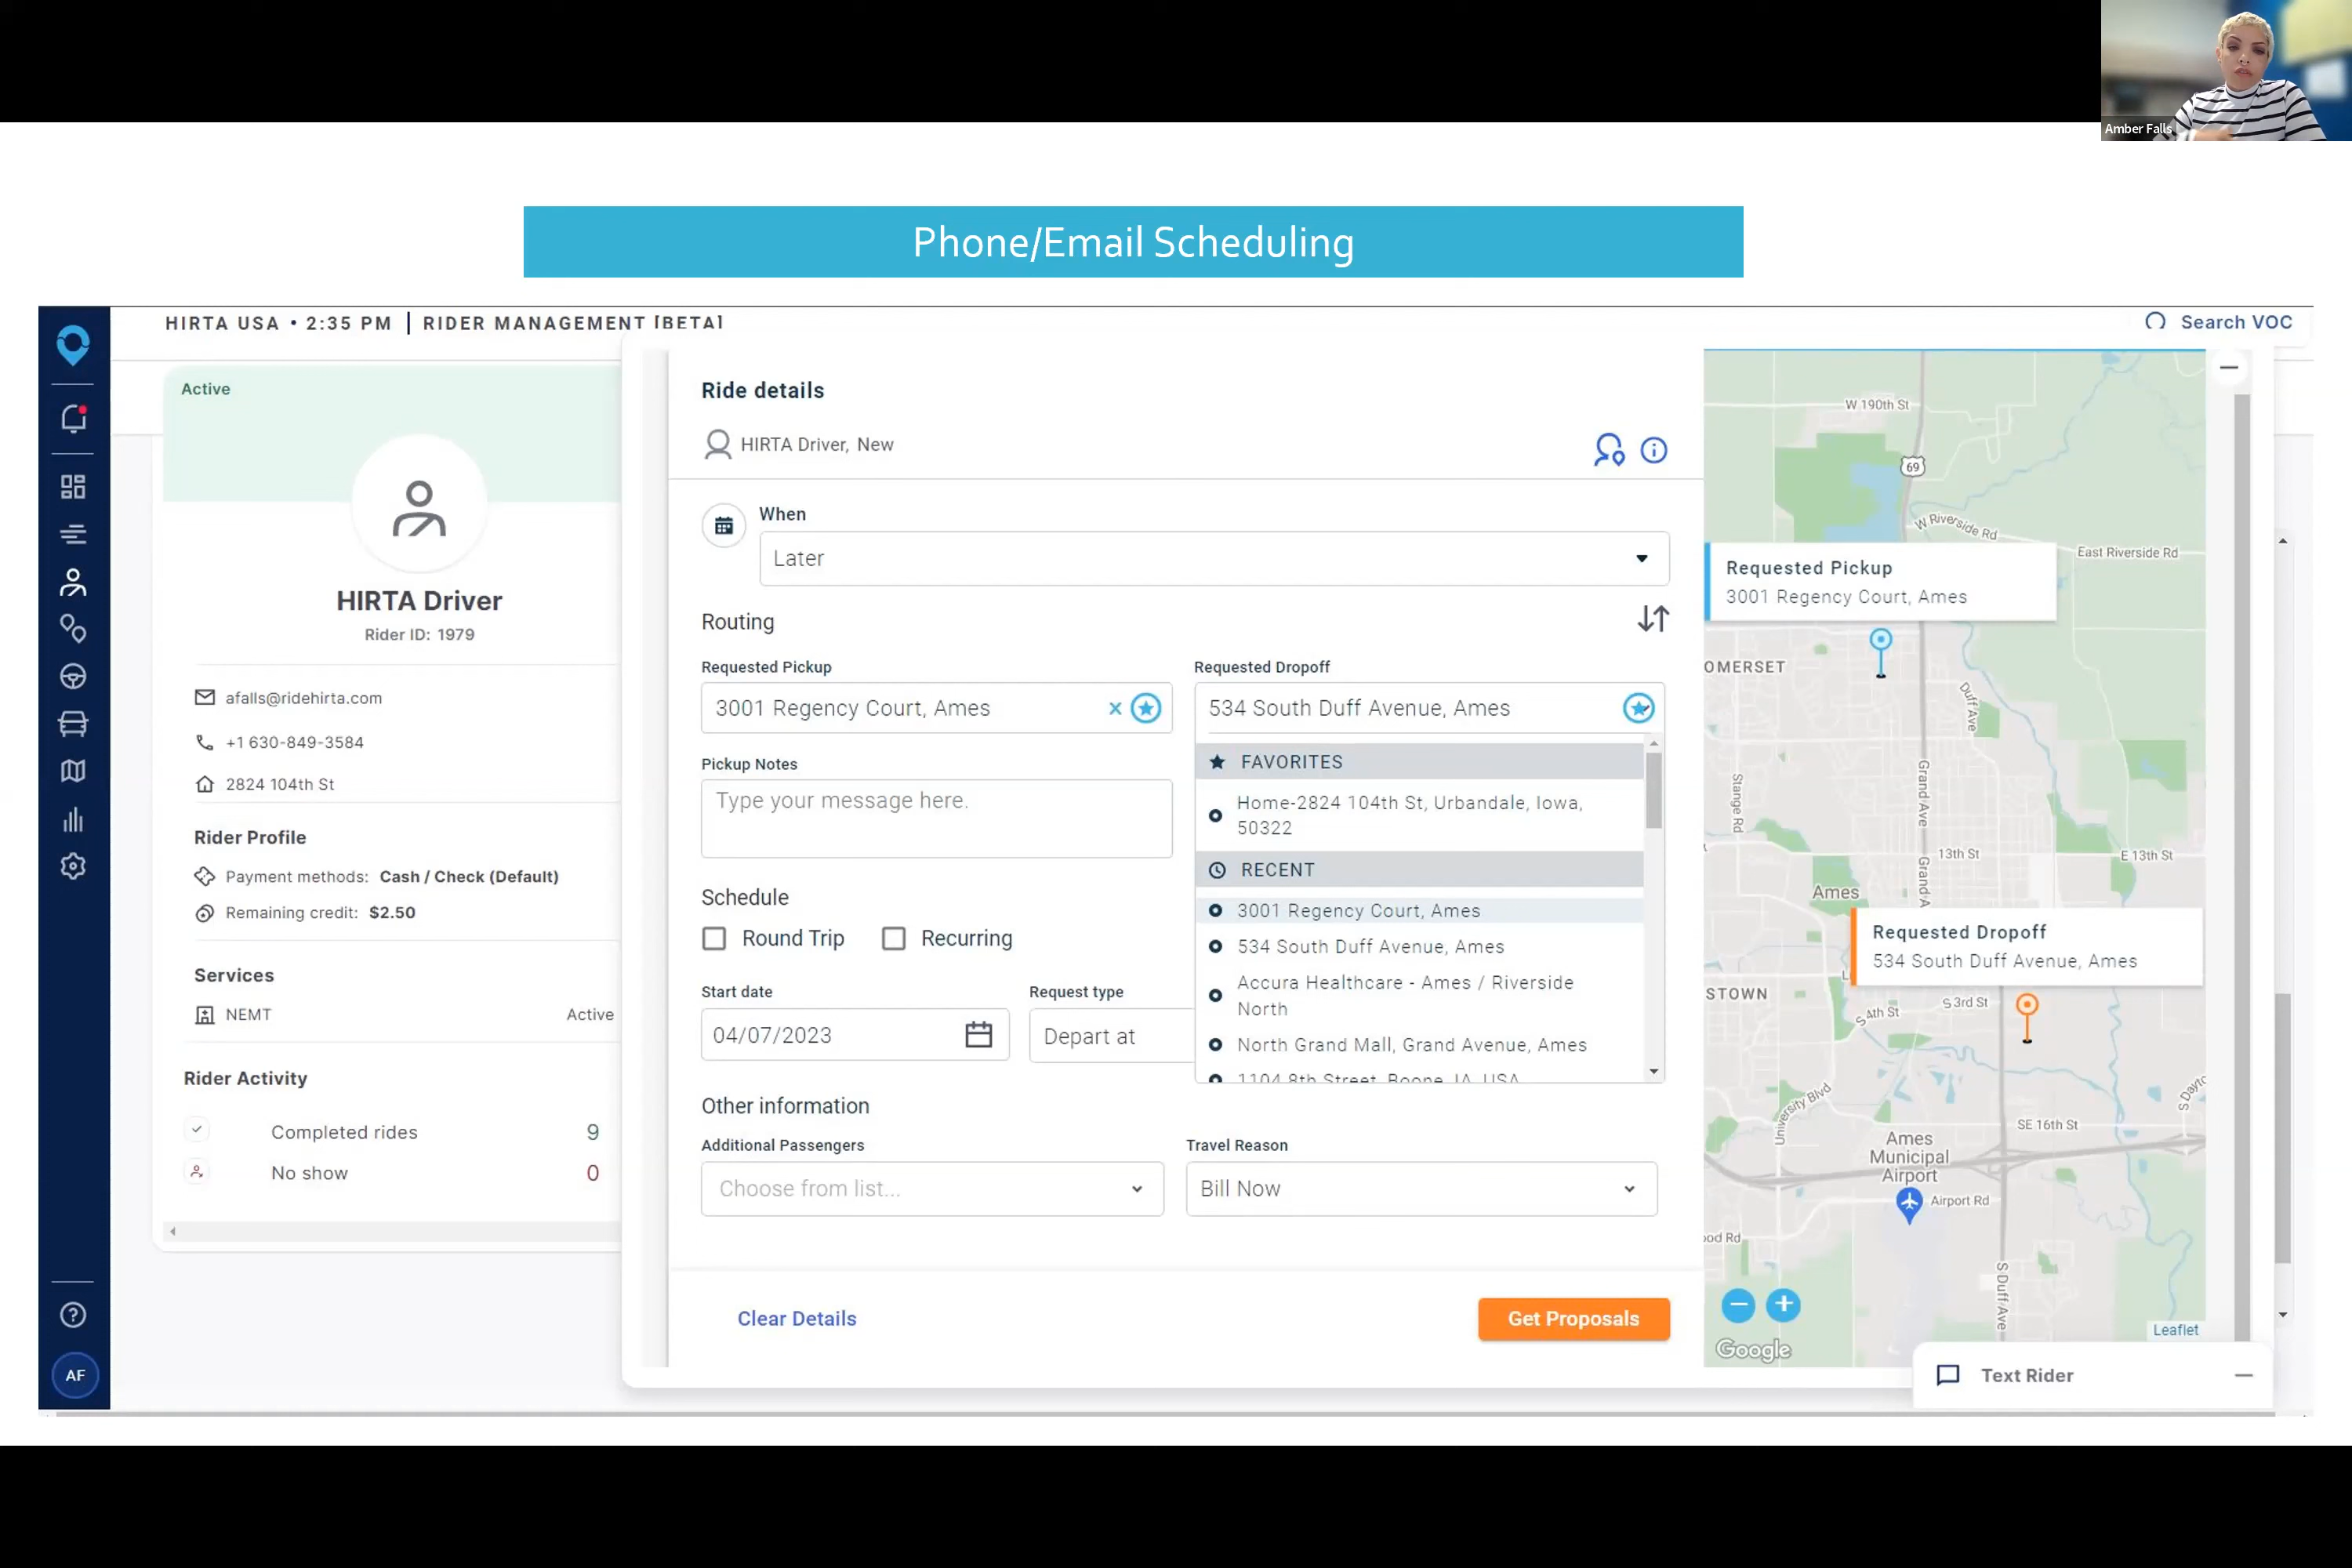 Amber Falls
Phone/Email Scheduling
HIRTA USA • 2:35 PM | RIDER MANAGEMENT [BETA]
Search VOC
Active
HIRTA Driver
Rider ID: 1979
afalls@ridehirta.com
+1 630-849-3584
2824 104th St
Rider Profile
Payment methods: Cash / Check (Default)
Remaining credit: $2.50
Services
NEMT Active
Rider Activity
Completed rides 9
No show 0
AF
Ride details
HIRTA Driver, New
When
Later
Routing
Requested Pickup
3001 Regency Court, Ames
Requested Dropoff
534 South Duff Avenue, Ames
Pickup Notes
Type your message here.
FAVORITES
Home-2824 104th St, Urbandale, Iowa,
50322
RECENT
3001 Regency Court, Ames
534 South Duff Avenue, Ames
Accura Healthcare - Ames / Riverside
North
North Grand Mall, Grand Avenue, Ames
1104 8th Street, Boone, IA, USA
Schedule
Round Trip
Recurring
Start date
04/07/2023
Request type
Depart at
Other information
Additional Passengers
Choose from list...
Travel Reason
Bill Now
Clear Details
Get Proposals
W 190th St
69
W Riverside Rd
East Riverside Rd
Requested Pickup
3001 Regency Court, Ames
OMERSET
Duff Ave
Stange Rd
Grand Ave
13th St
E 13th St
Grand A
Ames
Requested Dropoff
534 South Duff Avenue, Ames
STOWN
S 3rd St
S 4th St
University Blvd
S Dayto
SE 16th St
Ames
Municipal
Airport
Airport Rd
ood Rd
S Duff Ave
Leaflet
Google
Text Rider